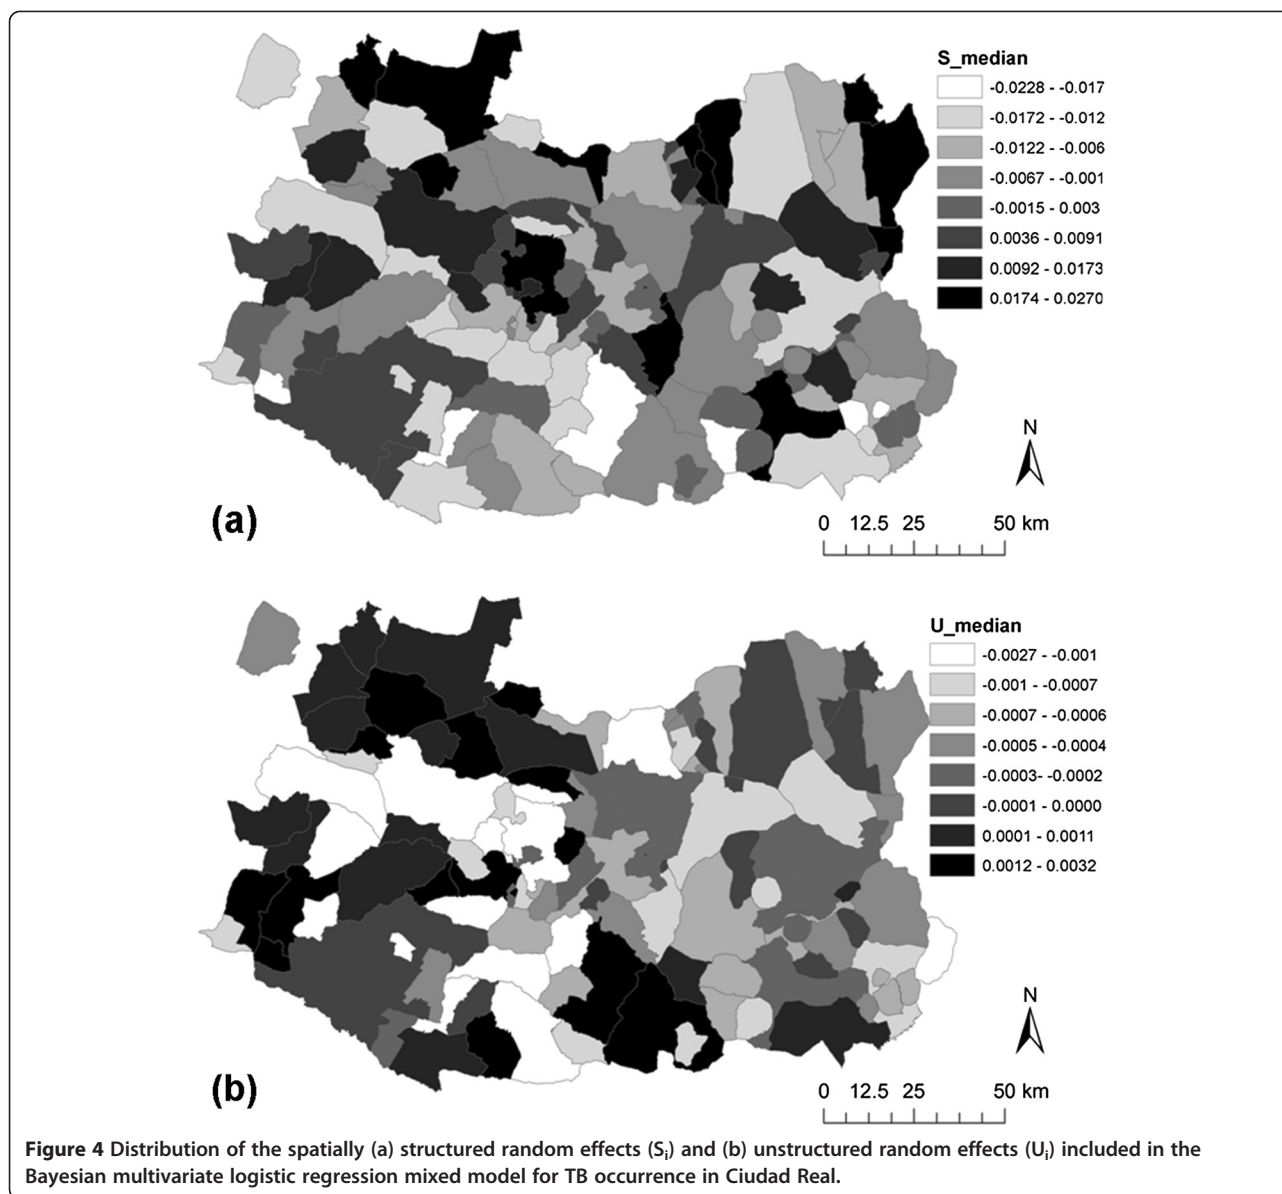 S_median
-0.0228 - -0.017
-0.0172 - -0.012
-0.0122 - -0.006
-0.0067 - -0.001
-0.0015 - 0.003
0.0036 - 0.0091
0.0092 - 0.0173
0.0174 - 0.0270
N
(a)
0 12.5 25 50 km
U_median
-0.0027 - -0.001
-0.001 - -0.0007
-0.0007 - -0.0006
-0.0005 - -0.0004
-0.0003- -0.0002
-0.0001 - 0.0000
0.0001 - 0.0011
0.0012 - 0.0032
N
(b)
0 12.5 25 50 km
Figure 4 Distribution of the spatially (a) structured random effects (Si) and (b) unstructured random effects (Ui) included in the
Bayesian multivariate logistic regression mixed model for TB occurrence in Ciudad Real.